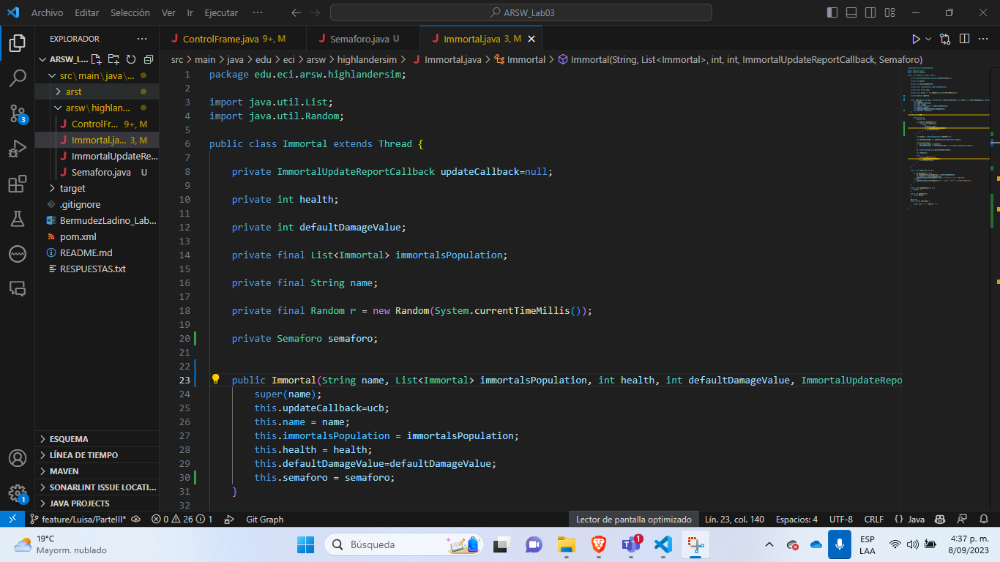 Archivo Editar Selección Ver Ir Ejecutar ··· ARSW_Lab03
EXPLORADOR ···
ARSW_L...
src\main\java\...
arst
arsw\highlan...
ControlFr... 9+, M
Immortal.ja... 3, M
ImmortalUpdateRe...
Semaforo.java U
target
.gitignore
BermudezLadino_Lab...
pom.xml
README.md
RESPUESTAS.txt
ESQUEMA
LÍNEA DE TIEMPO
MAVEN
SONARLINT ISSUE LOCATI...
JAVA PROJECTS
3
1
ControlFrame.java 9+, M Semaforo.java U Immortal.java 3, M
src > main > java > edu > eci > arsw > highlandersim > Immortal.java > Immortal > Immortal(String, List<Immortal>, int, int, ImmortalUpdateReportCallback, Semaforo)
1 package edu.eci.arsw.highlandersim;
2
3 import java.util.List;
4 import java.util.Random;
5
6 public class Immortal extends Thread {
7
8 private ImmortalUpdateReportCallback updateCallback=null;
9
10 private int health;
11
12 private int defaultDamageValue;
13
14 private final List<Immortal> immortalsPopulation;
15
16 private final String name;
17
18 private final Random r = new Random(System.currentTimeMillis());
19
20 private Semaforo semaforo;
21
22
23 public Immortal(String name, List<Immortal> immortalsPopulation, int health, int defaultDamageValue, ImmortalUpdateRepo
24 super(name);
25 this.updateCallback=ucb;
26 this.name = name;
27 this.immortalsPopulation = immortalsPopulation;
28 this.health = health;
29 this.defaultDamageValue=defaultDamageValue;
30 this.semaforo = semaforo;
31 }
32
feature/Luisa/ParteIII* 0 26 1 Git Graph Lector de pantalla optimizado Lín. 23, col. 140 Espacios: 4 UTF-8 CRLF {} Java
19°C
Mayorm. nublado
Búsqueda
1
ESP
LAA
4:37 p. m.
8/09/2023